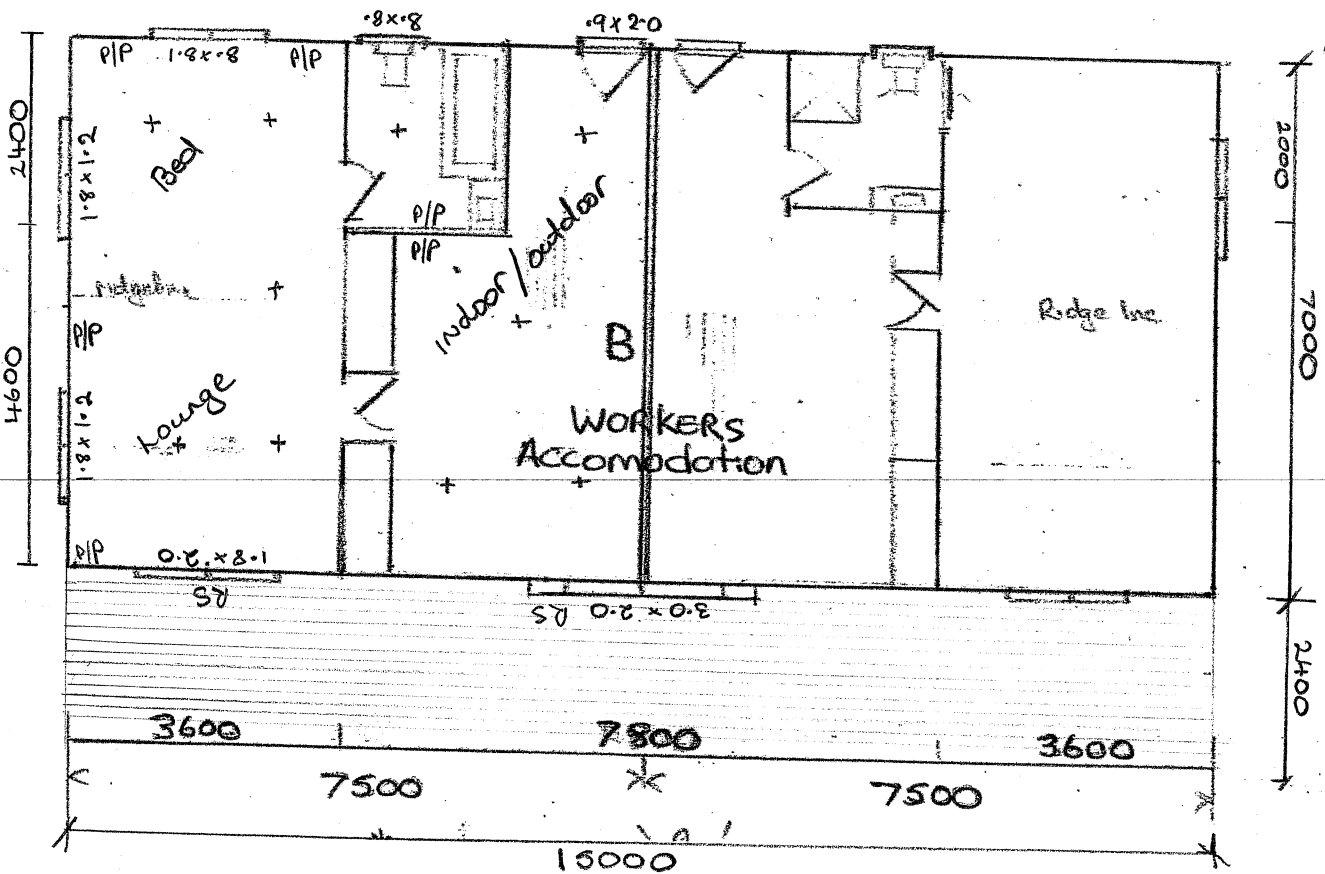 .8x.8
.9x2.0
P/P
1.8x.8
P/P
2400
1.8x1.2
Bed
P/P
P/P
Indoor/outdoor
2000
ridgeline
P/P
B
Ridge line
7000
4600
Lounge
1.8x1.2
WORKERS
Accomodation
P/P
1.8x2.0
RS
3.0x2.0 RS
2400
3600
7800
3600
7500
7500
15000